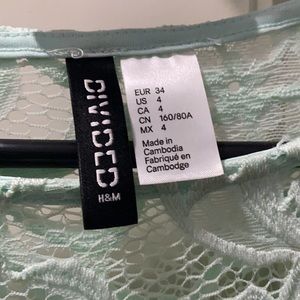 DIVIDED
H&M
EUR 34
US 4
CA 4
CN 160/80A
MX 4
Made in
Cambodia
Fabriqué en
Cambodge